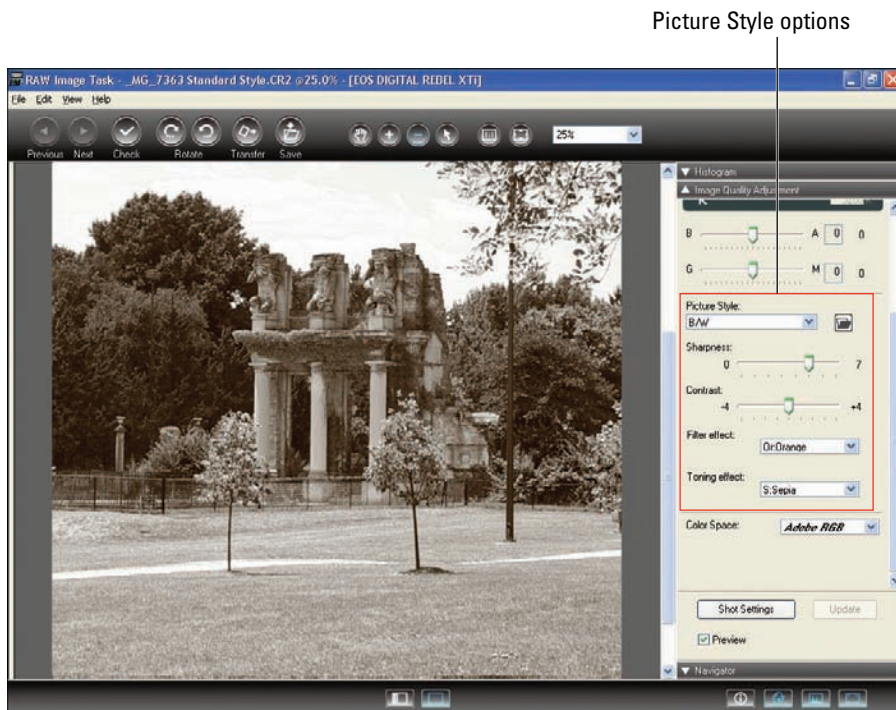 Picture Style options
RAW Image Task - _MG_7363 Standard Style.CR2 @25.0% - [EOS DIGITAL REBEL XTi]
File Edit View Help
Previous Next Check Rotate Transfer Save
25%
Histogram
Image Quality Adjustment
B A 0 0
G M 0 0
Picture Style:
B/W
Sharpness:
0 7
Contrast:
-4 +4
Filter effect:
Or:Orange
Toning effect:
S:Sepia
Color Space:
Adobe RGB
Shot Settings Update
Preview
Navigator